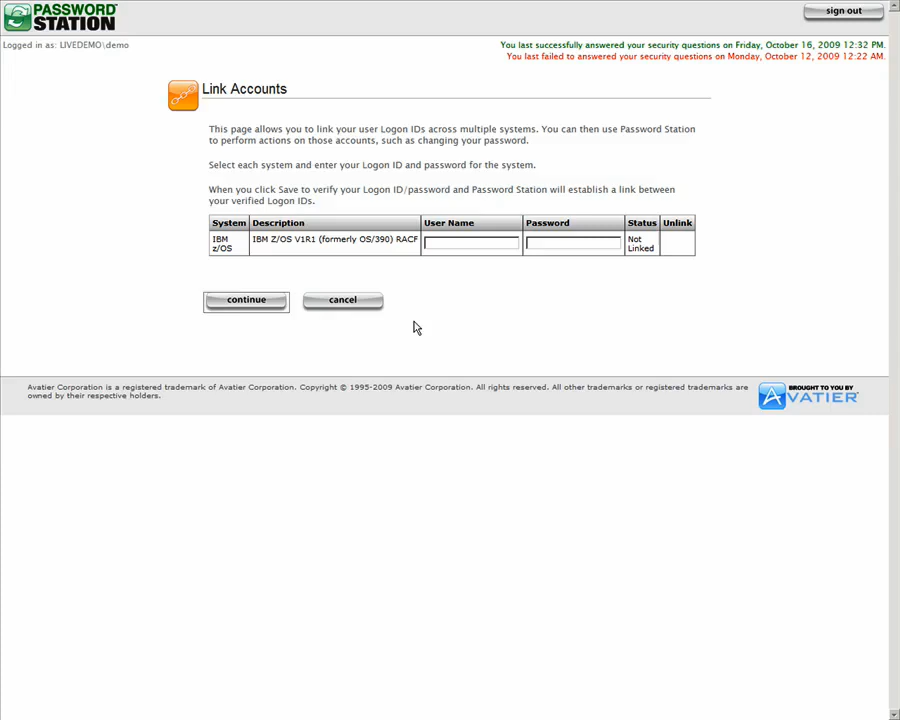 PASSWORD
STATION
sign out
Logged in as: LIVEDEMO\demo
You last successfully answered your security questions on Friday, October 16, 2009 12:32 PM.
You last failed to answered your security questions on Monday, October 12, 2009 12:22 AM.
Link Accounts
This page allows you to link your user Logon IDs across multiple systems. You can then use Password Station
to perform actions on those accounts, such as changing your password.
Select each system and enter your Logon ID and password for the system.
When you click Save to verify your Logon ID/password and Password Station will establish a link between
your verified Logon IDs.
System Description User Name Password Status Unlink
IBM z/OS IBM Z/OS V1R1 (formerly OS/390) RACF Not Linked
continue cancel
Avatier Corporation is a registered trademark of Avatier Corporation. Copyright © 1995-2009 Avatier Corporation. All rights reserved. All other trademarks or registered trademarks are
owned by their respective holders.
BROUGHT TO YOU BY
AVATIER